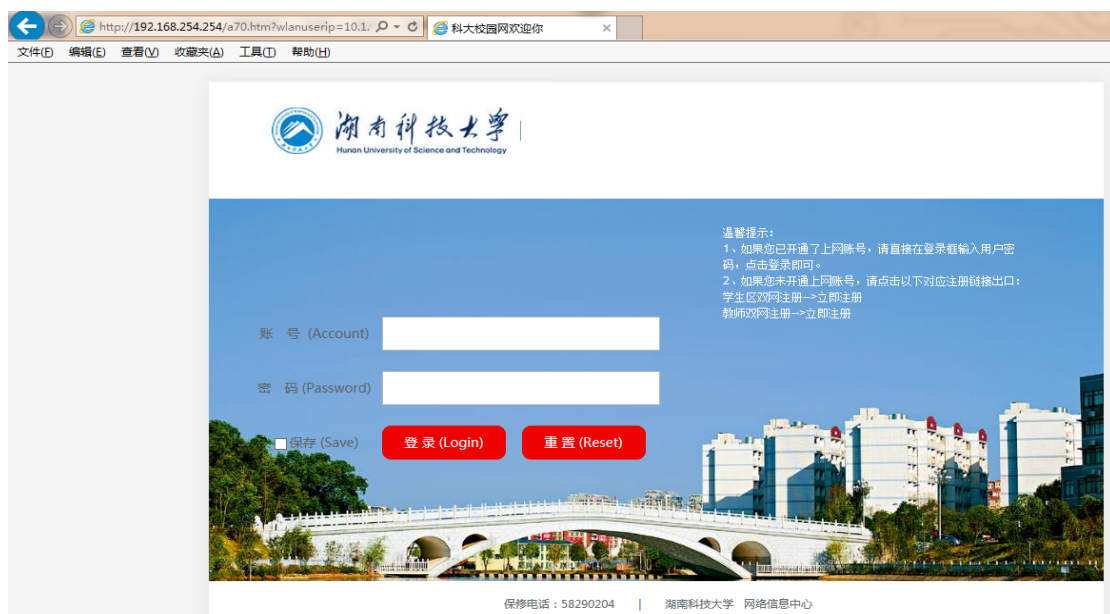 http://192.168.254.254/a70.htm?wlanuserip=10.1.
科大校园网欢迎你
文件(F) 编辑(E) 查看(V) 收藏夹(A) 工具(T) 帮助(H)
湖南科技大学
Hunan University of Science and Technology
温馨提示：
1、如果您已开通了上网账号，请直接在登录框输入用户密
码，点击登录即可。
2、如果您未开通上网账号，请点击以下对应注册链接出口：
学生区双网注册-->立即注册
教师双网注册-->立即注册
账 号 (Account)
密 码 (Password)
保存 (Save) 登 录 (Login) 重 置 (Reset)
保修电话：58290204 | 湖南科技大学 网络信息中心